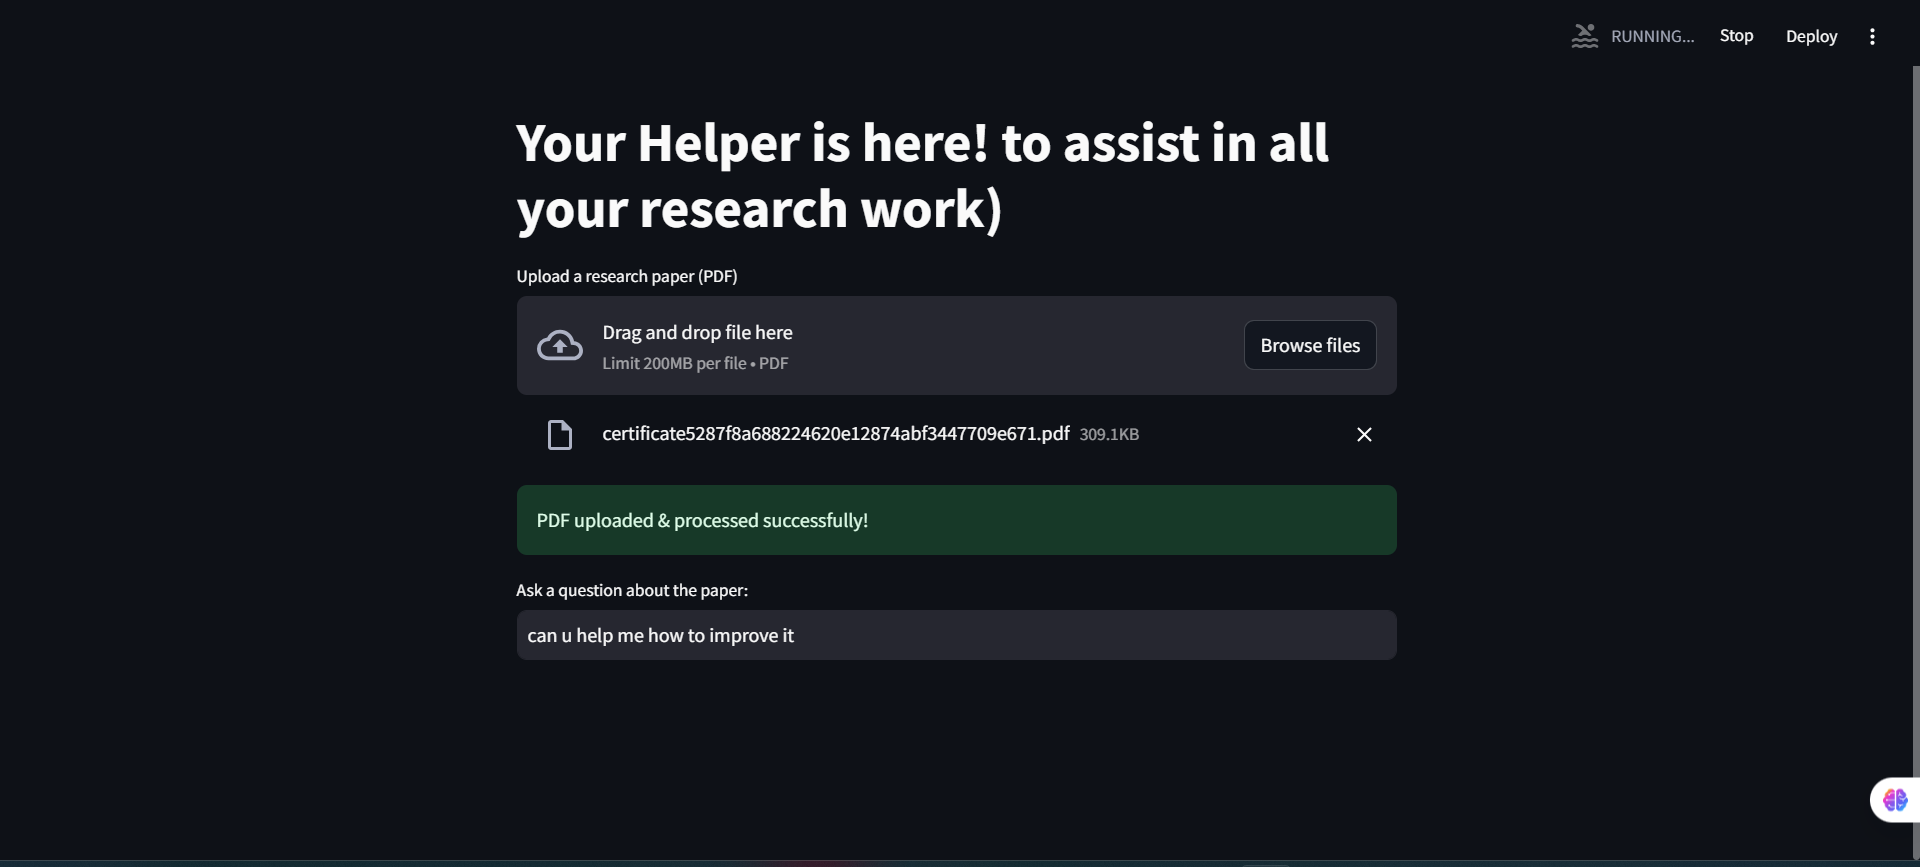 RUNNING... Stop Deploy
Your Helper is here! to assist in all
your research work)
Upload a research paper (PDF)
Drag and drop file here
Limit 200MB per file • PDF
Browse files
certificate5287f8a688224620e12874abf3447709e671.pdf 309.1KB
PDF uploaded & processed successfully!
Ask a question about the paper:
can u help me how to improve it